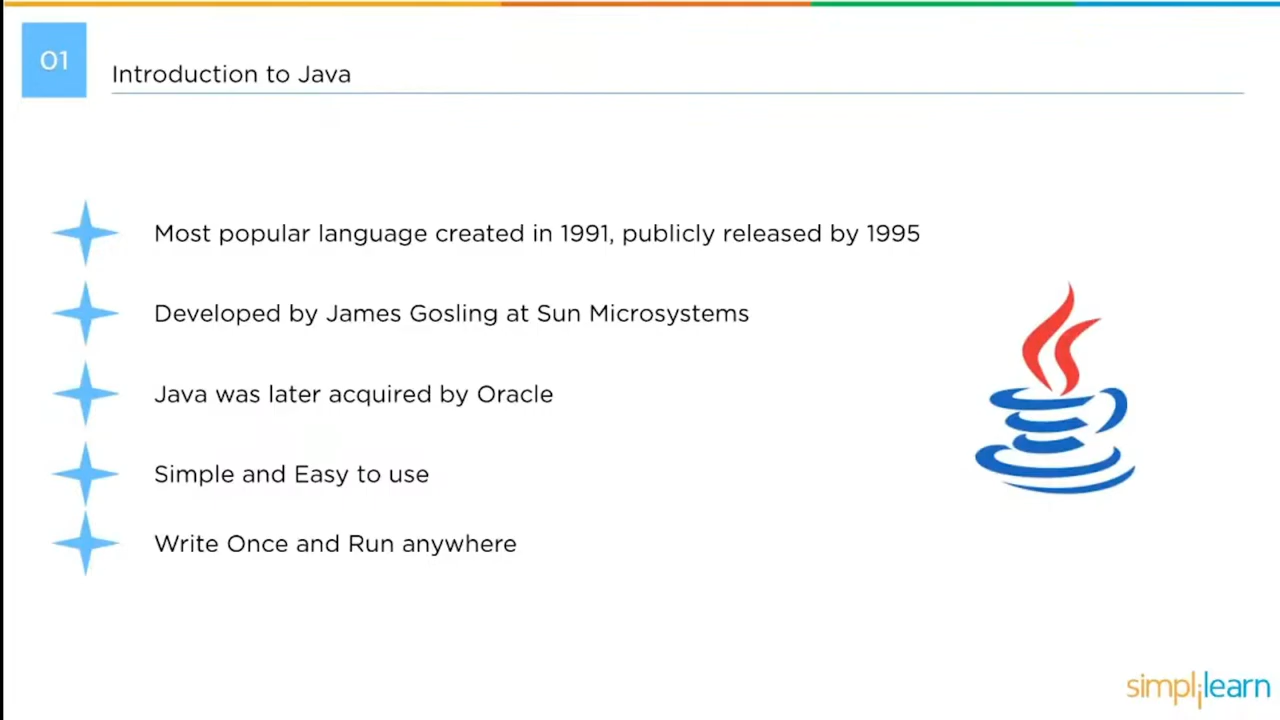 01
Introduction to Java
Most popular language created in 1991, publicly released by 1995
Developed by James Gosling at Sun Microsystems
Java was later acquired by Oracle
Simple and Easy to use
Write Once and Run anywhere
simplilearn